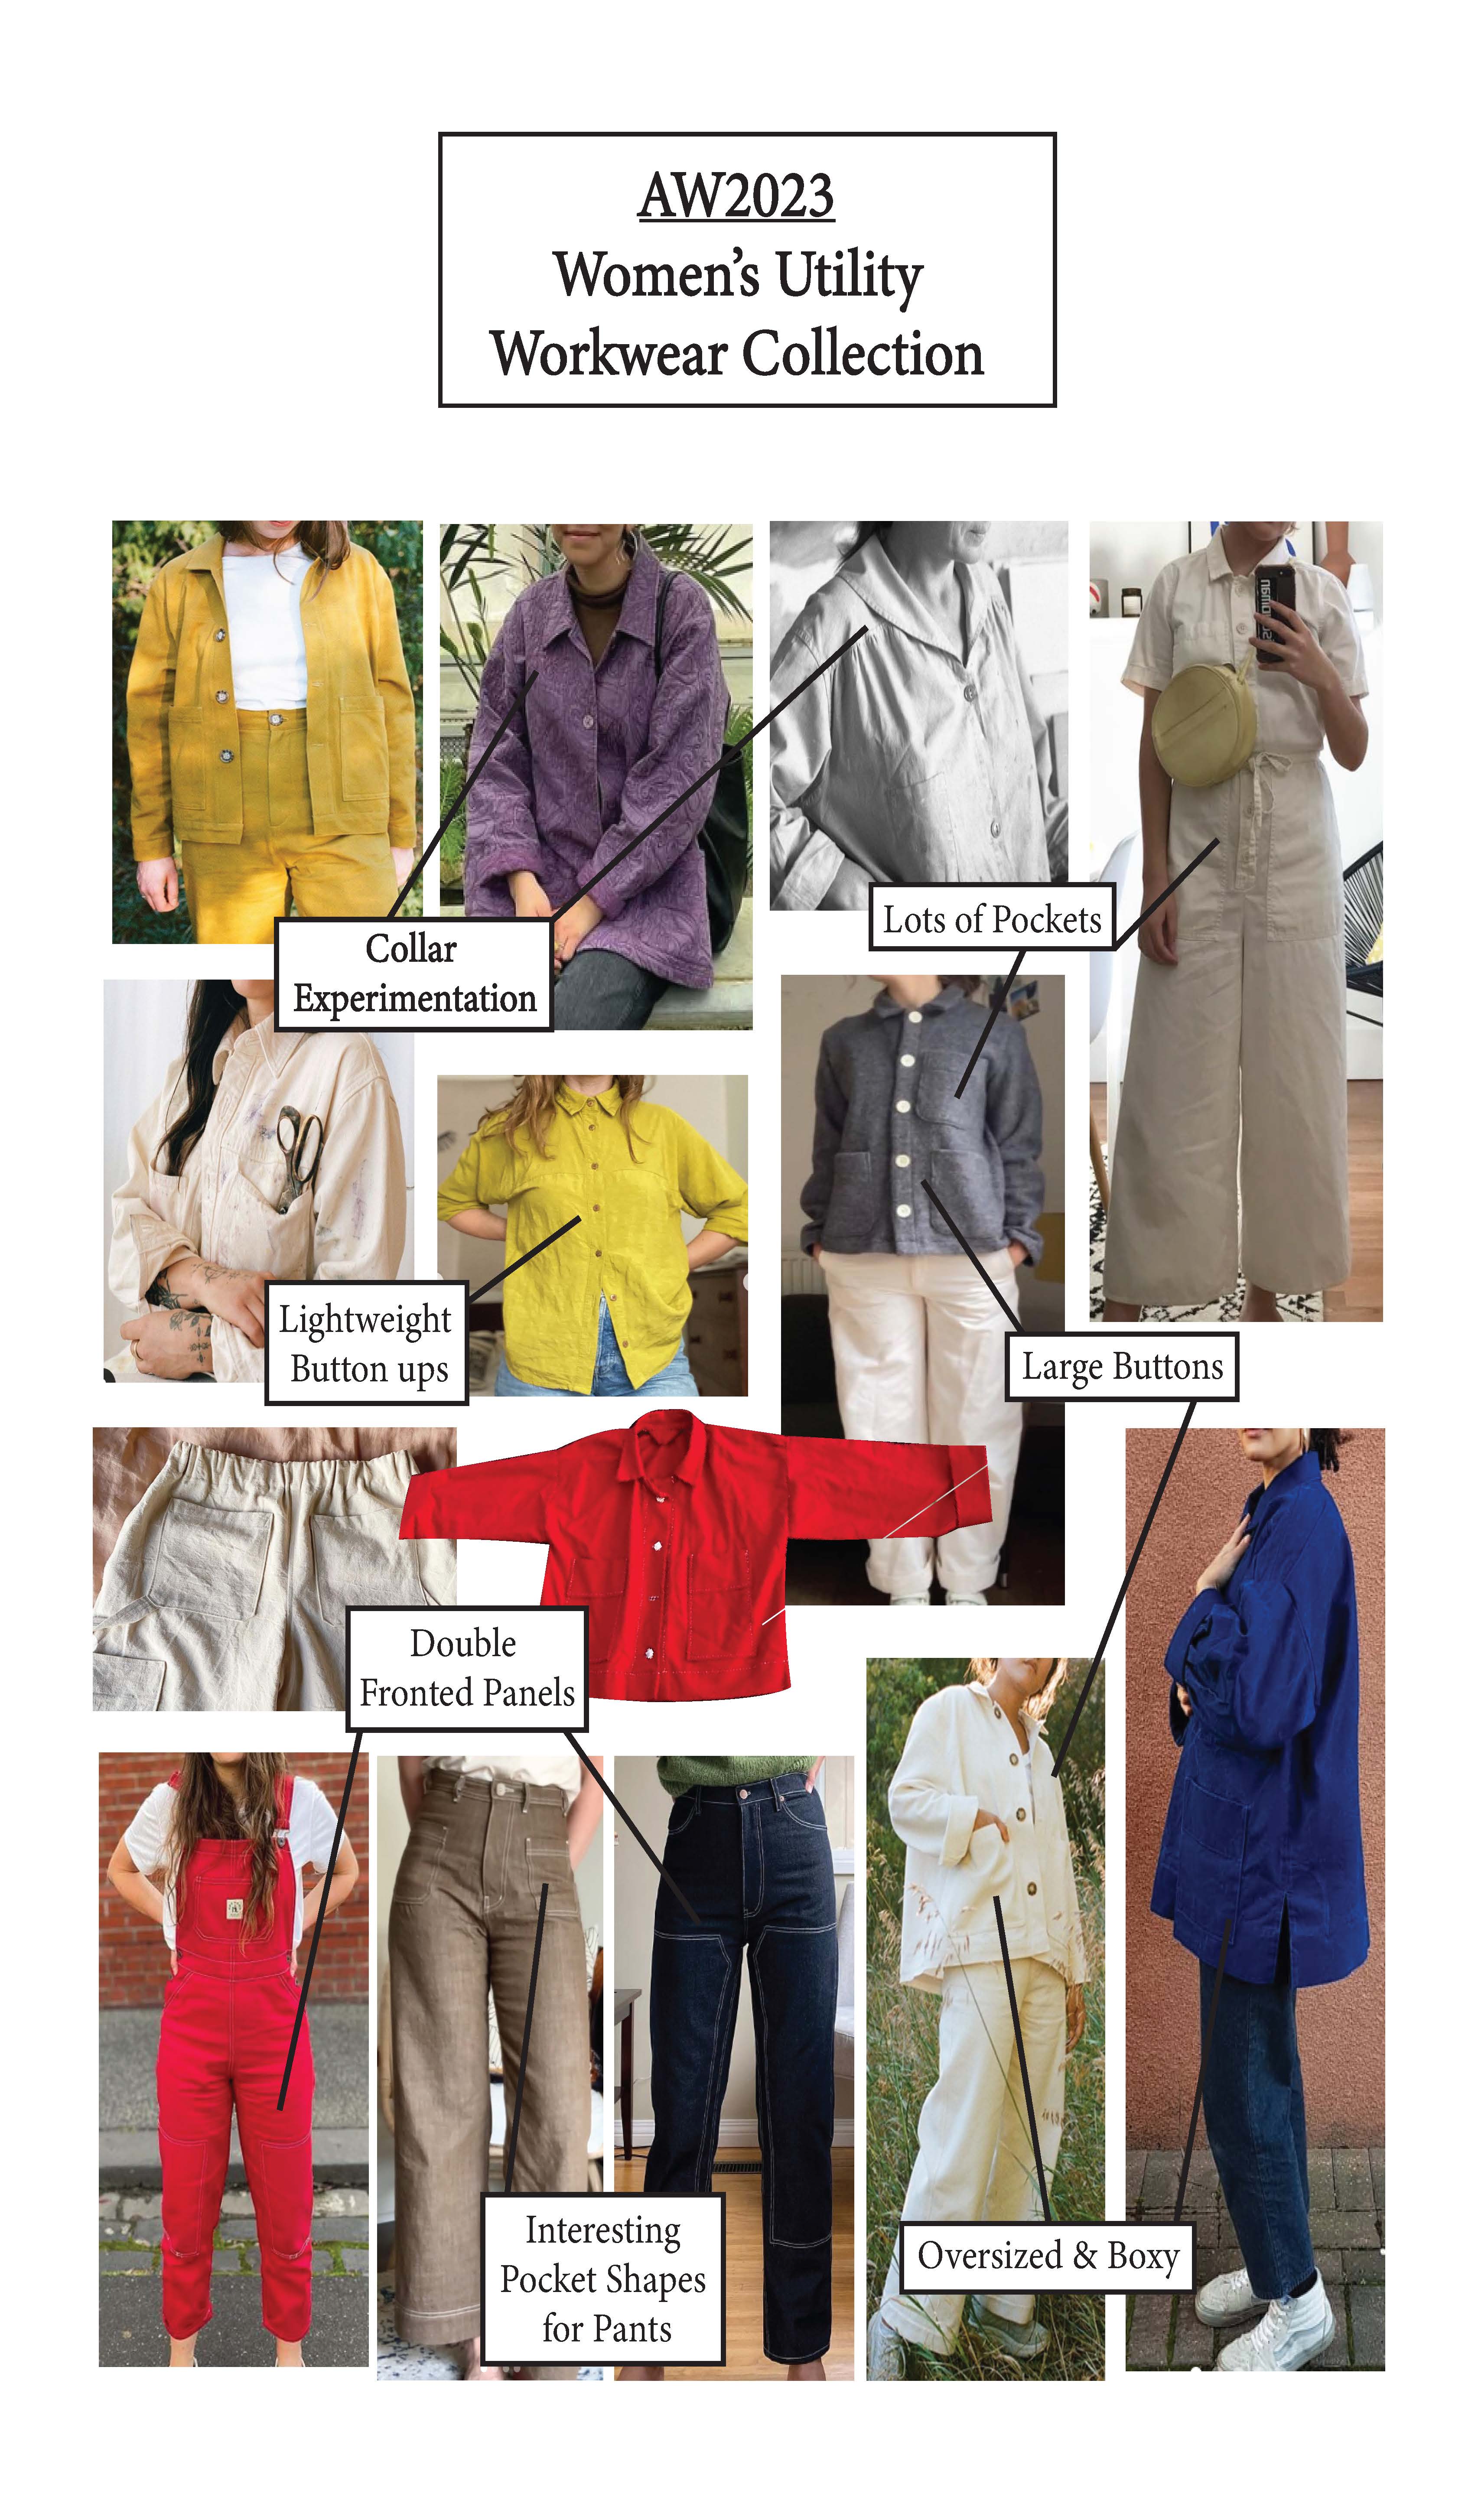 AW2023
Women's Utility
Workwear Collection
Lots of Pockets
Collar
Experimentation
Lightweight
Button ups
Large Buttons
Double
Fronted Panels
Interesting
Pocket Shapes
for Pants
Oversized & Boxy